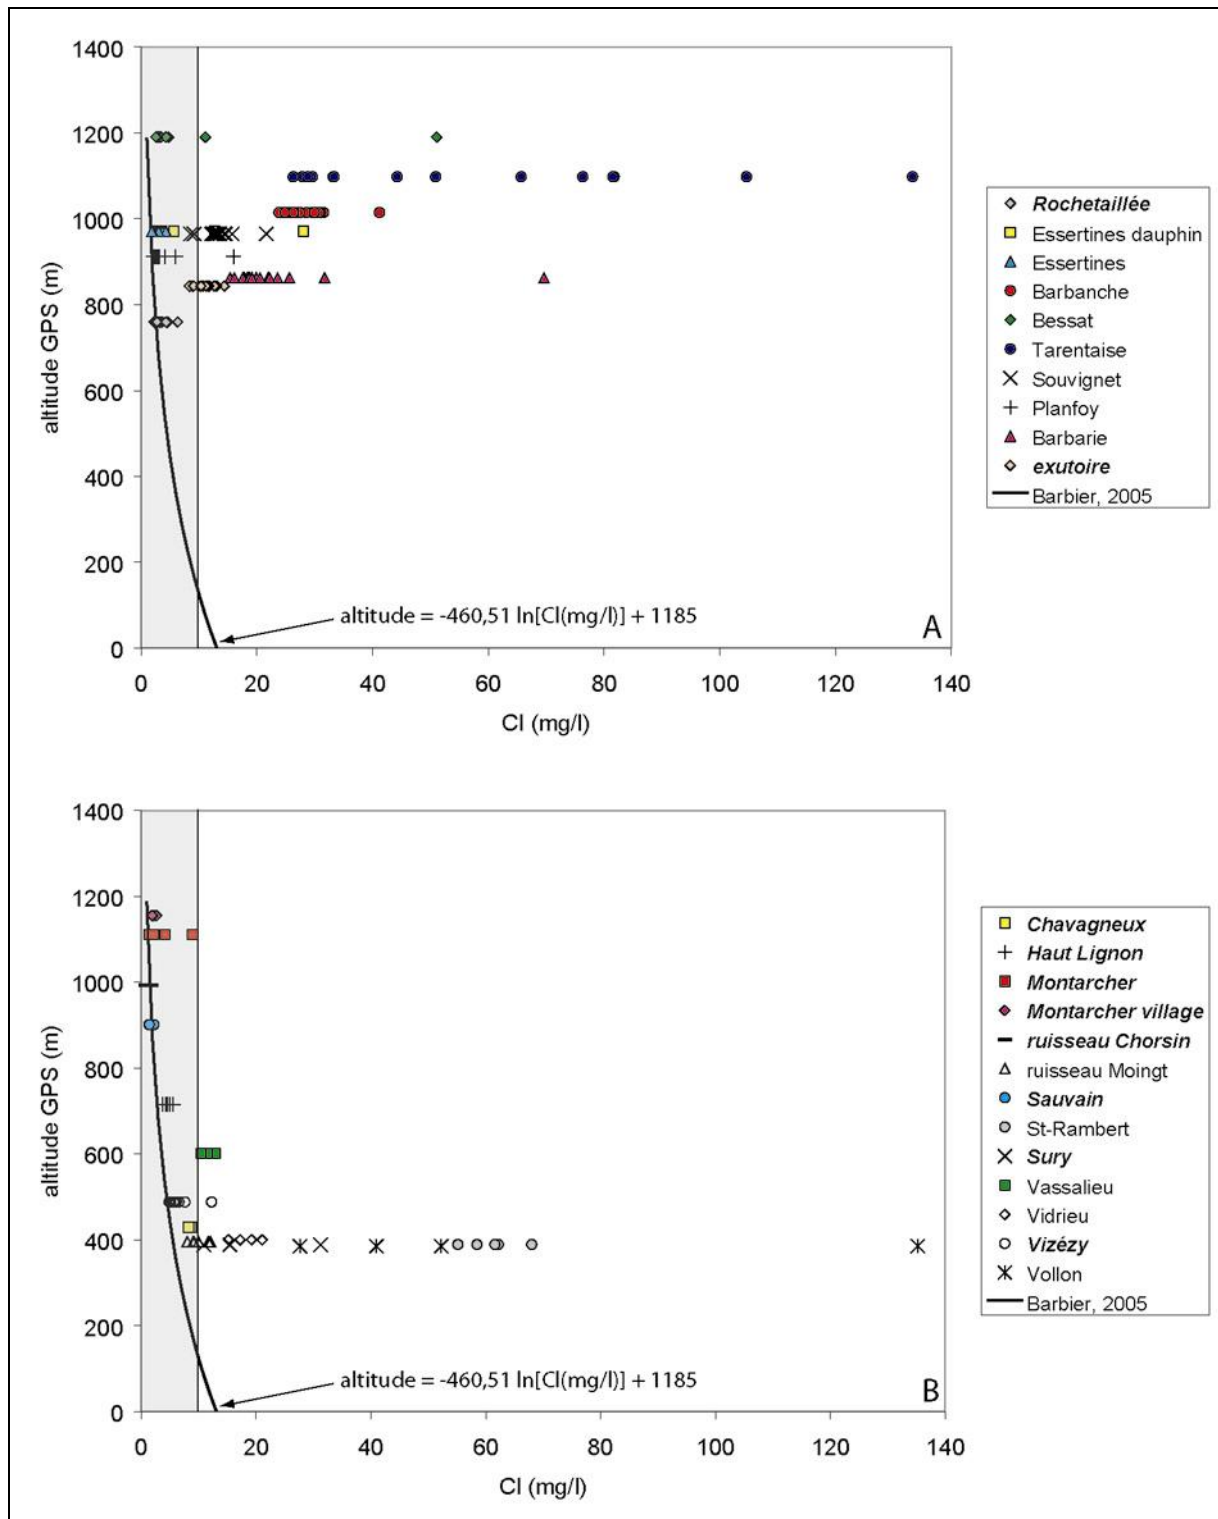 1400
1200
1000
800
600
400
200
0
altitude GPS (m)
altitude = -460,51 ln[Cl(mg/l)] + 1185
A
0 20 40 60 80 100 120 140
Cl (mg/l)
Rochetaillée
Essertines dauphin
Essertines
Barbanche
Bessat
Tarentaise
Souvignet
Planfoy
Barbarie
exutoire
Barbier, 2005
1400
1200
1000
800
600
400
200
0
altitude GPS (m)
altitude = -460,51 ln[Cl(mg/l)] + 1185
B
0 20 40 60 80 100 120 140
Cl (mg/l)
Chavagneux
Haut Lignon
Montarcher
Montarcher village
ruisseau Chorsin
ruisseau Moingt
Sauvain
St-Rambert
Sury
Vassalieu
Vidrieu
Vizézy
Vollon
Barbier, 2005